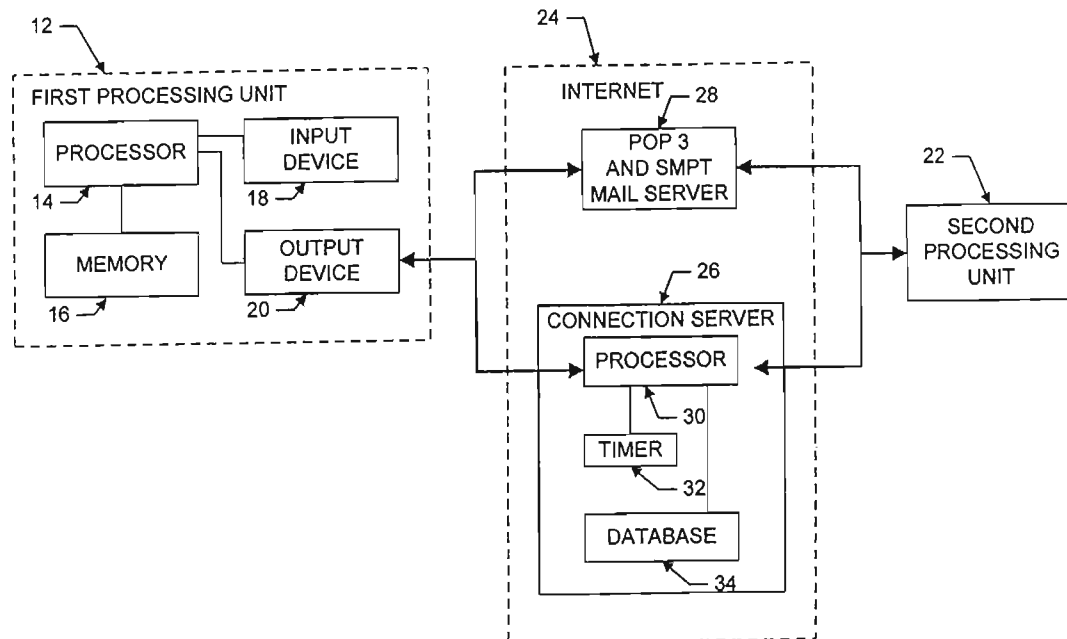 12
FIRST PROCESSING UNIT
PROCESSOR
14
INPUT
DEVICE
18
MEMORY
16
OUTPUT
DEVICE
20
24
INTERNET
28
POP 3
AND SMPT
MAIL SERVER
26
CONNECTION SERVER
PROCESSOR
30
TIMER
32
DATABASE
34
22
SECOND
PROCESSING
UNIT